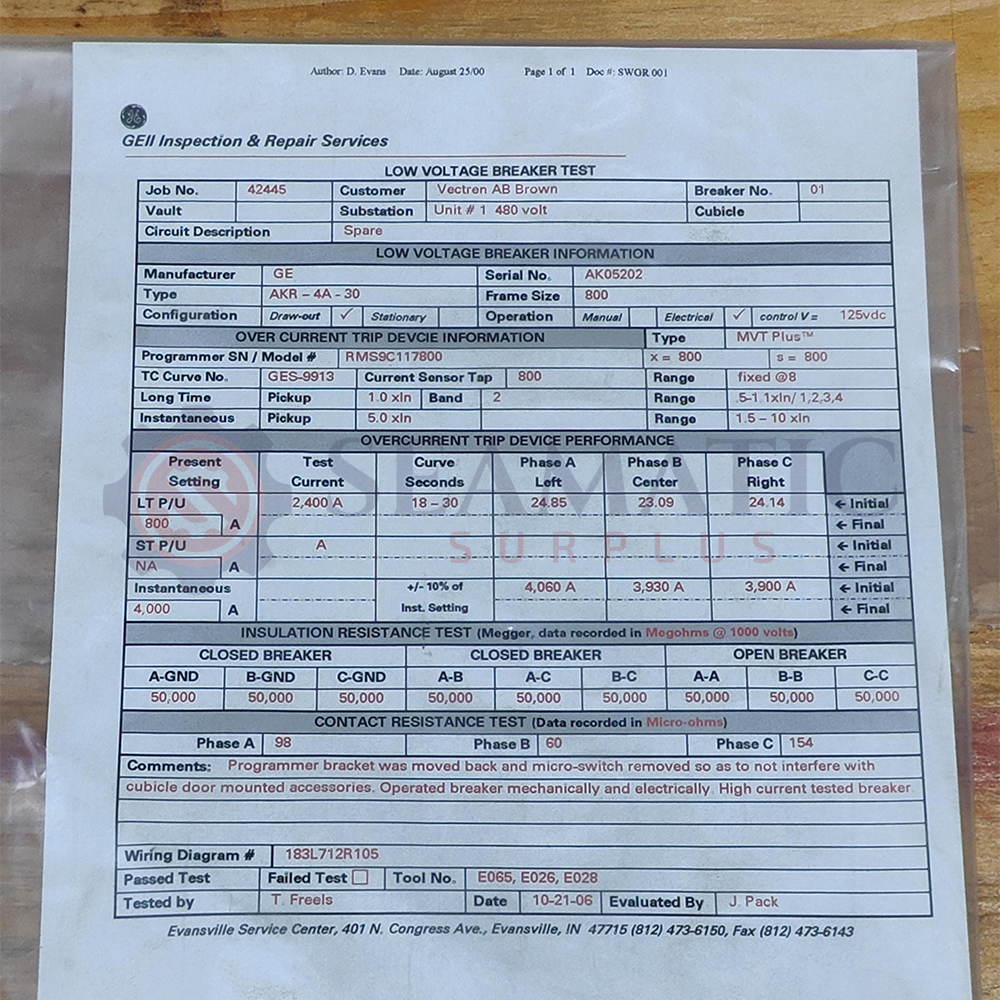 Author: D. Evans Date: August 25/00 Page 1 of 1 Doc #: SWGR 001
GEII Inspection & Repair Services
LOW VOLTAGE BREAKER TEST
Job No. 42445 Customer Vectren AB Brown Breaker No. 01
Vault Substation Unit # 1 480 volt Cubicle
Circuit Description Spare
LOW VOLTAGE BREAKER INFORMATION
Manufacturer GE Serial No. AK05202
Type AKR – 4A - 30 Frame Size 800
Configuration Draw-out ✓ Stationary Operation Manual Electrical ✓ control V = 125vdc
OVER CURRENT TRIP DEVCIE INFORMATION Type MVT Plus™
Programmer SN / Model # RMS9C117800 x = 800 s = 800
TC Curve No. GES-9913 Current Sensor Tap 800 Range fixed @8
Long Time Pickup 1.0 xIn Band 2 Range .5-1.1xIn/ 1,2,3,4
Instantaneous Pickup 5.0 xIn Range 1.5 – 10 xIn
OVERCURRENT TRIP DEVICE PERFORMANCE
Present Test Curve Phase A Phase B Phase C
Setting Current Seconds Left Center Right
LT P/U 2,400 A 18 – 30 24.85 23.09 24.14 ← Initial
800 A ← Final
ST P/U A ← Initial
NA A ← Final
Instantaneous +/- 10% of 4,060 A 3,930 A 3,900 A ← Initial
4,000 A Inst. Setting ← Final
SEAMATIC
SURPLUS
INSULATION RESISTANCE TEST (Megger, data recorded in Megohms @ 1000 volts)
CLOSED BREAKER CLOSED BREAKER OPEN BREAKER
A-GND B-GND C-GND A-B A-C B-C A-A B-B C-C
50,000 50,000 50,000 50,000 50,000 50,000 50,000 50,000 50,000
CONTACT RESISTANCE TEST (Data recorded in Micro-ohms)
Phase A 98 Phase B 60 Phase C 154
Comments: Programmer bracket was moved back and micro-switch removed so as to not interfere with
cubicle door mounted accessories. Operated breaker mechanically and electrically. High current tested breaker.
Wiring Diagram # 183L712R105
Passed Test Failed Test ☐ Tool No. E065, E026, E028
Tested by T. Freels Date 10-21-06 Evaluated By J. Pack
Evansville Service Center, 401 N. Congress Ave., Evansville, IN 47715 (812) 473-6150, Fax (812) 473-6143